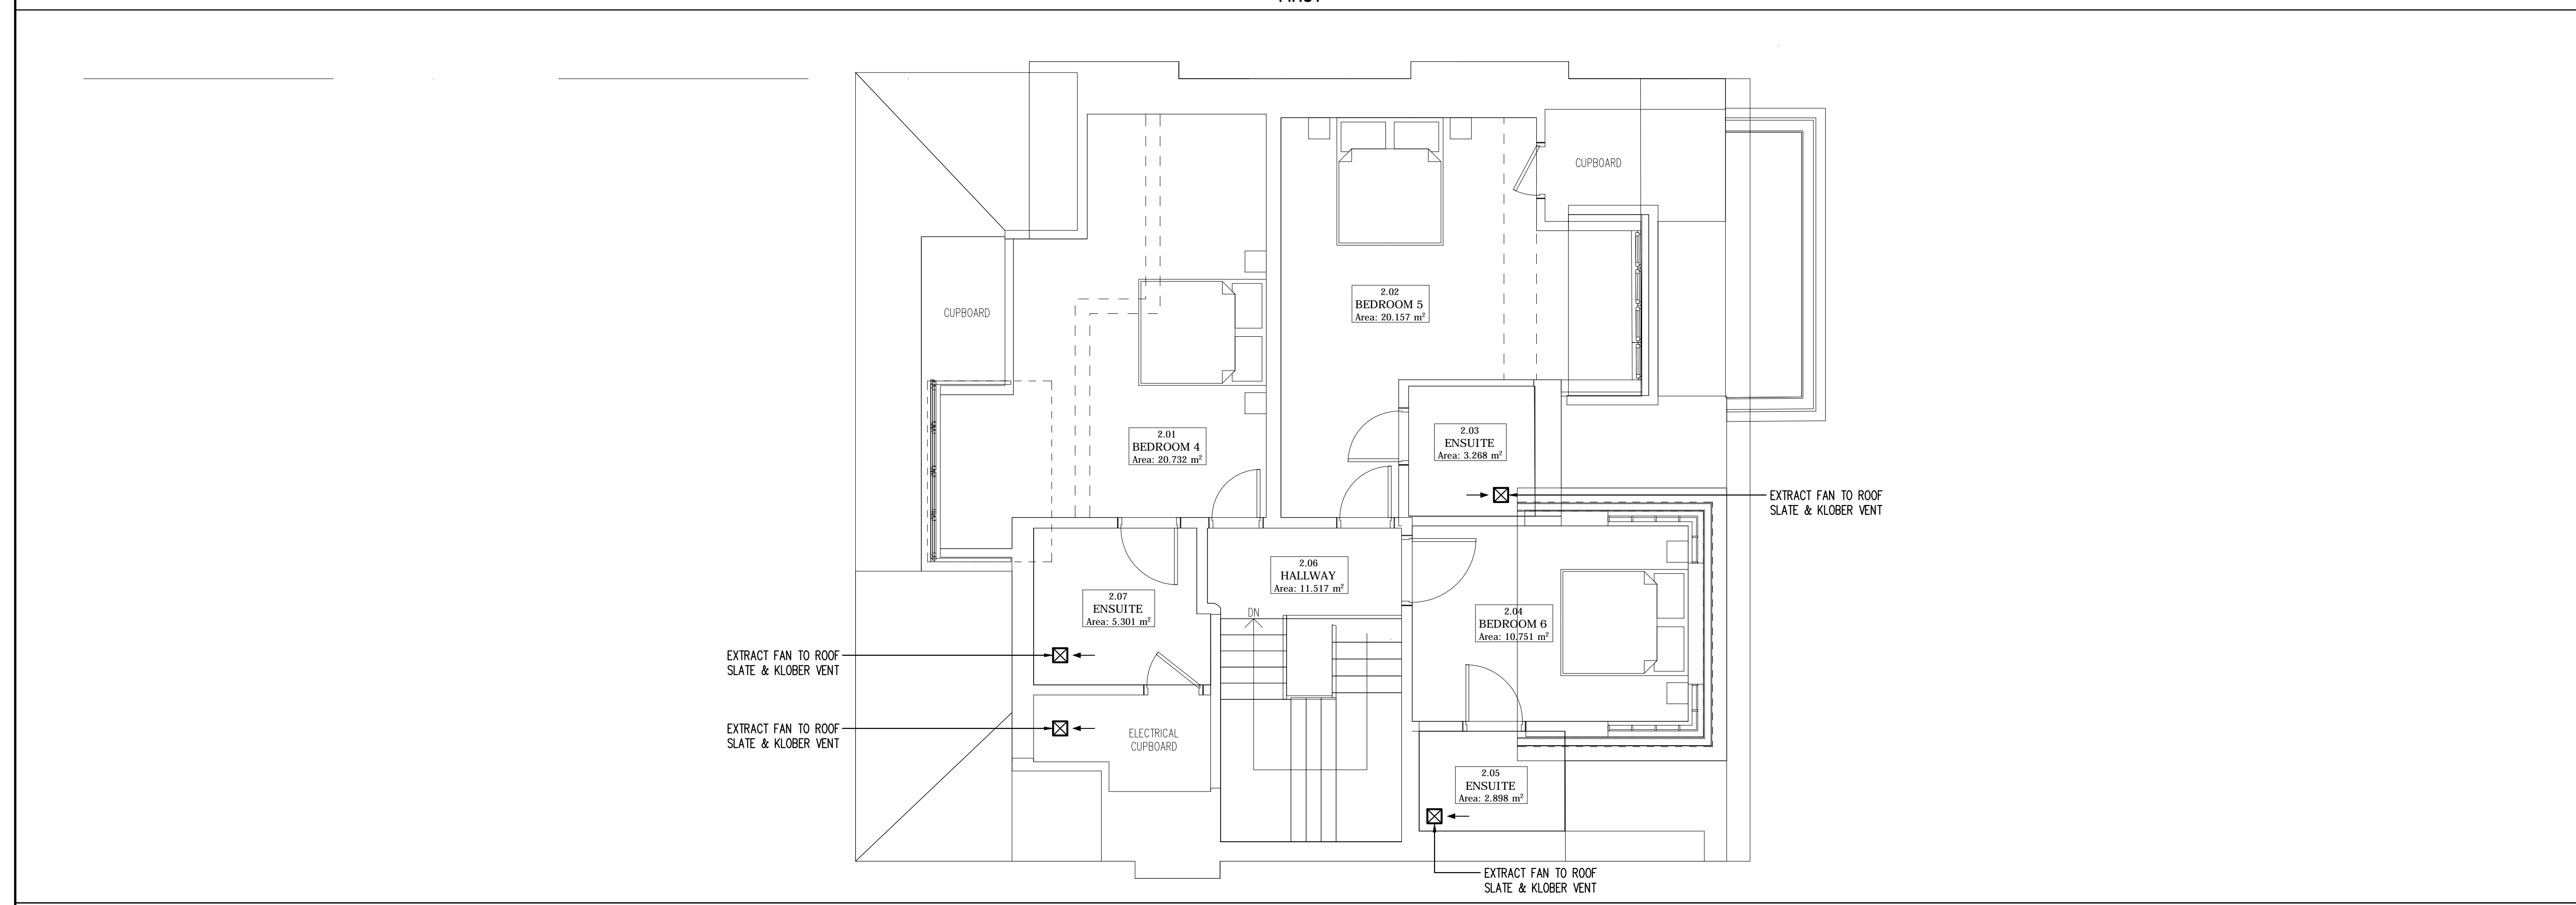 CUPBOARD
CUPBOARD
2.02
BEDROOM 5
Area: 20.157 m²
2.01
BEDROOM 4
Area: 20.732 m²
2.03
ENSUITE
Area: 3.268 m²
EXTRACT FAN TO ROOF
SLATE & KLOBER VENT
2.06
HALLWAY
Area: 11.517 m²
DN
2.07
ENSUITE
Area: 5.301 m²
2.04
BEDROOM 6
Area: 10.751 m²
EXTRACT FAN TO ROOF
SLATE & KLOBER VENT
EXTRACT FAN TO ROOF
SLATE & KLOBER VENT
ELECTRICAL
CUPBOARD
2.05
ENSUITE
Area: 2.898 m²
EXTRACT FAN TO ROOF
SLATE & KLOBER VENT